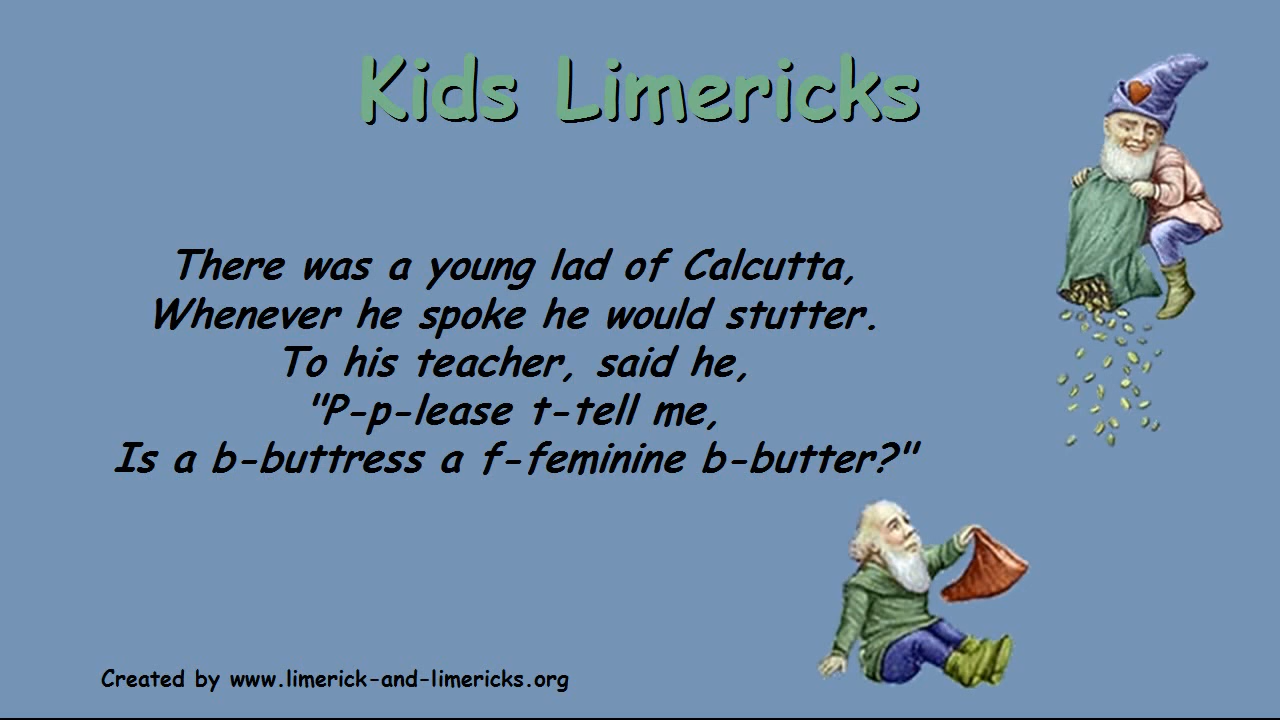 Kids Limericks
There was a young lad of Calcutta,
Whenever he spoke he would stutter.
To his teacher, said he,
"P-p-lease t-tell me,
Is a b-buttress a f-feminine b-butter?"
Created by www.limerick-and-limericks.org